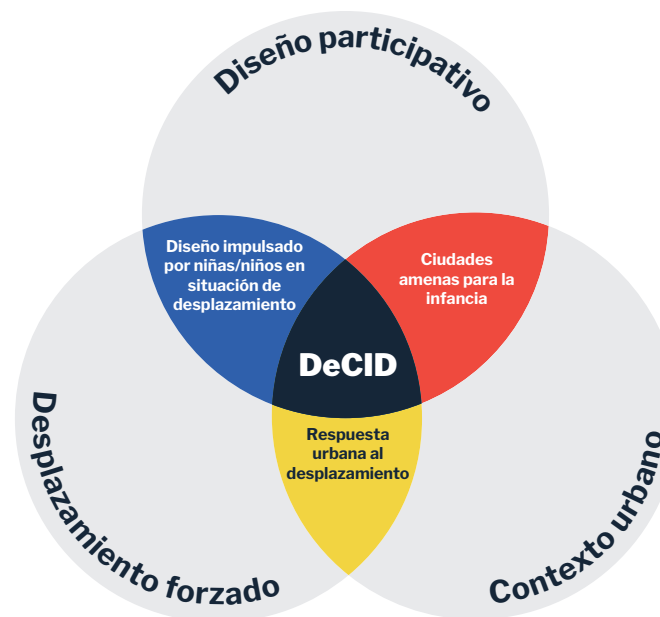 Diseño participativo
Diseño impulsado
por niñas/niños en
situación de
desplazamiento
Ciudades
amenas para la
infancia
DeCID
Respuesta
urbana al
desplazamiento
Desplazamiento forzado
Contexto urbano